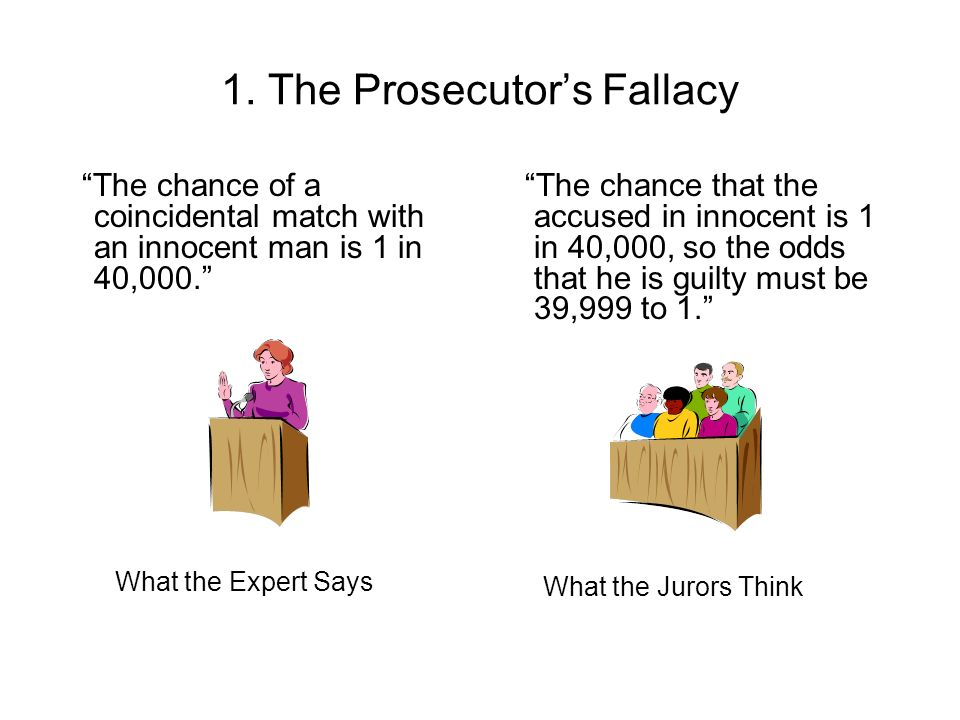 1. The Prosecutor’s Fallacy
“The chance of a
coincidental match with
an innocent man is 1 in
40,000.”
“The chance that the
accused in innocent is 1
in 40,000, so the odds
that he is guilty must be
39,999 to 1.”
What the Expert Says
What the Jurors Think